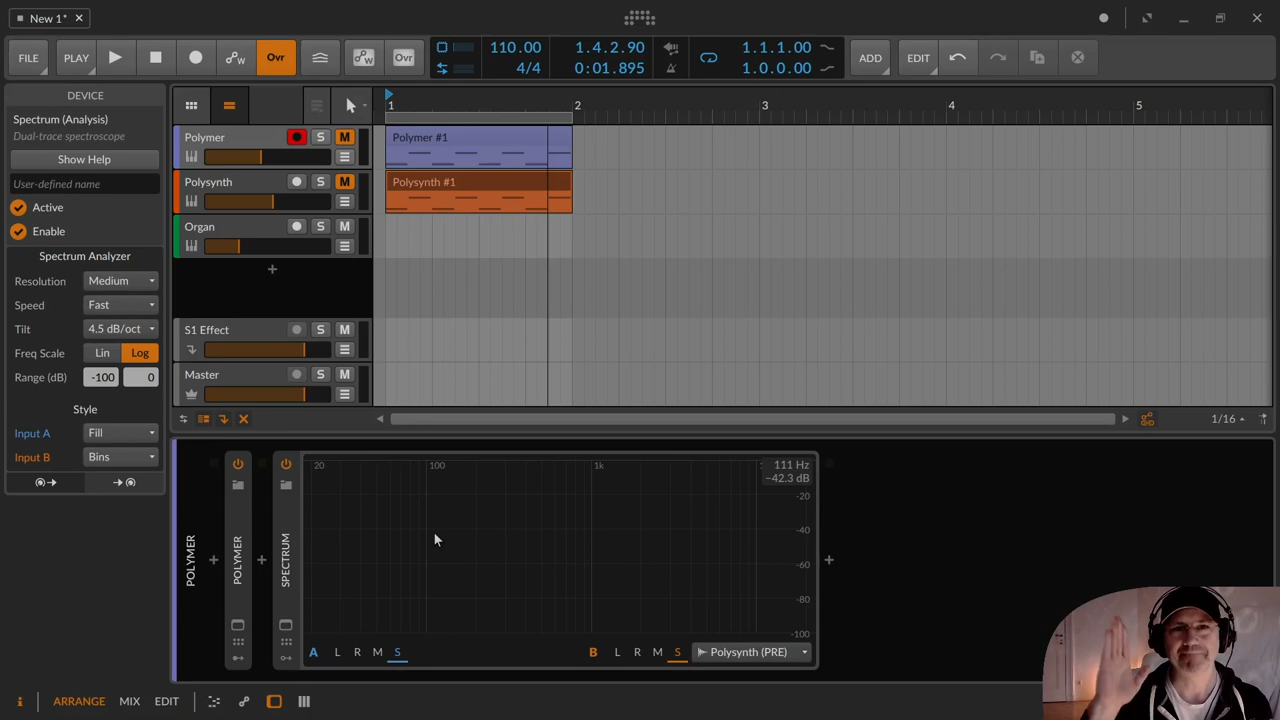 New 1*
FILE
PLAY
Ovr
Ovr
110.00
4/4
1.4.2.90
0:01.895
1.1.1.00
1.0.0.00
ADD
EDIT
DEVICE
Spectrum (Analysis)
Dual-trace spectroscope
Show Help
User-defined name
Active
Enable
Spectrum Analyzer
Resolution Medium
Speed Fast
Tilt 4.5 dB/oct
Freq Scale Lin Log
Range (dB) -100 0
Style
Input A Fill
Input B Bins
1 2 3 4 5
Polymer S M
Polymer #1
Polysynth S M
Polysynth #1
Organ S M
+
S1 Effect S M
Master S M
1/16
POLYMER
+
POLYMER
+
SPECTRUM
20 100 1k 1
111 Hz
−42.3 dB
-20
-40
-60
-80
-100
A L R M S
B L R M S Polysynth (PRE)
+
i ARRANGE MIX EDIT